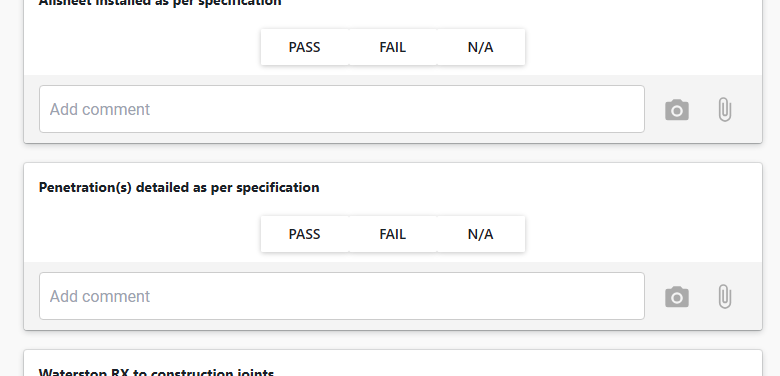 Allsheet installed as per specification
PASS FAIL N/A
Add comment
Penetration(s) detailed as per specification
PASS FAIL N/A
Add comment
Waterstop RX to construction joints